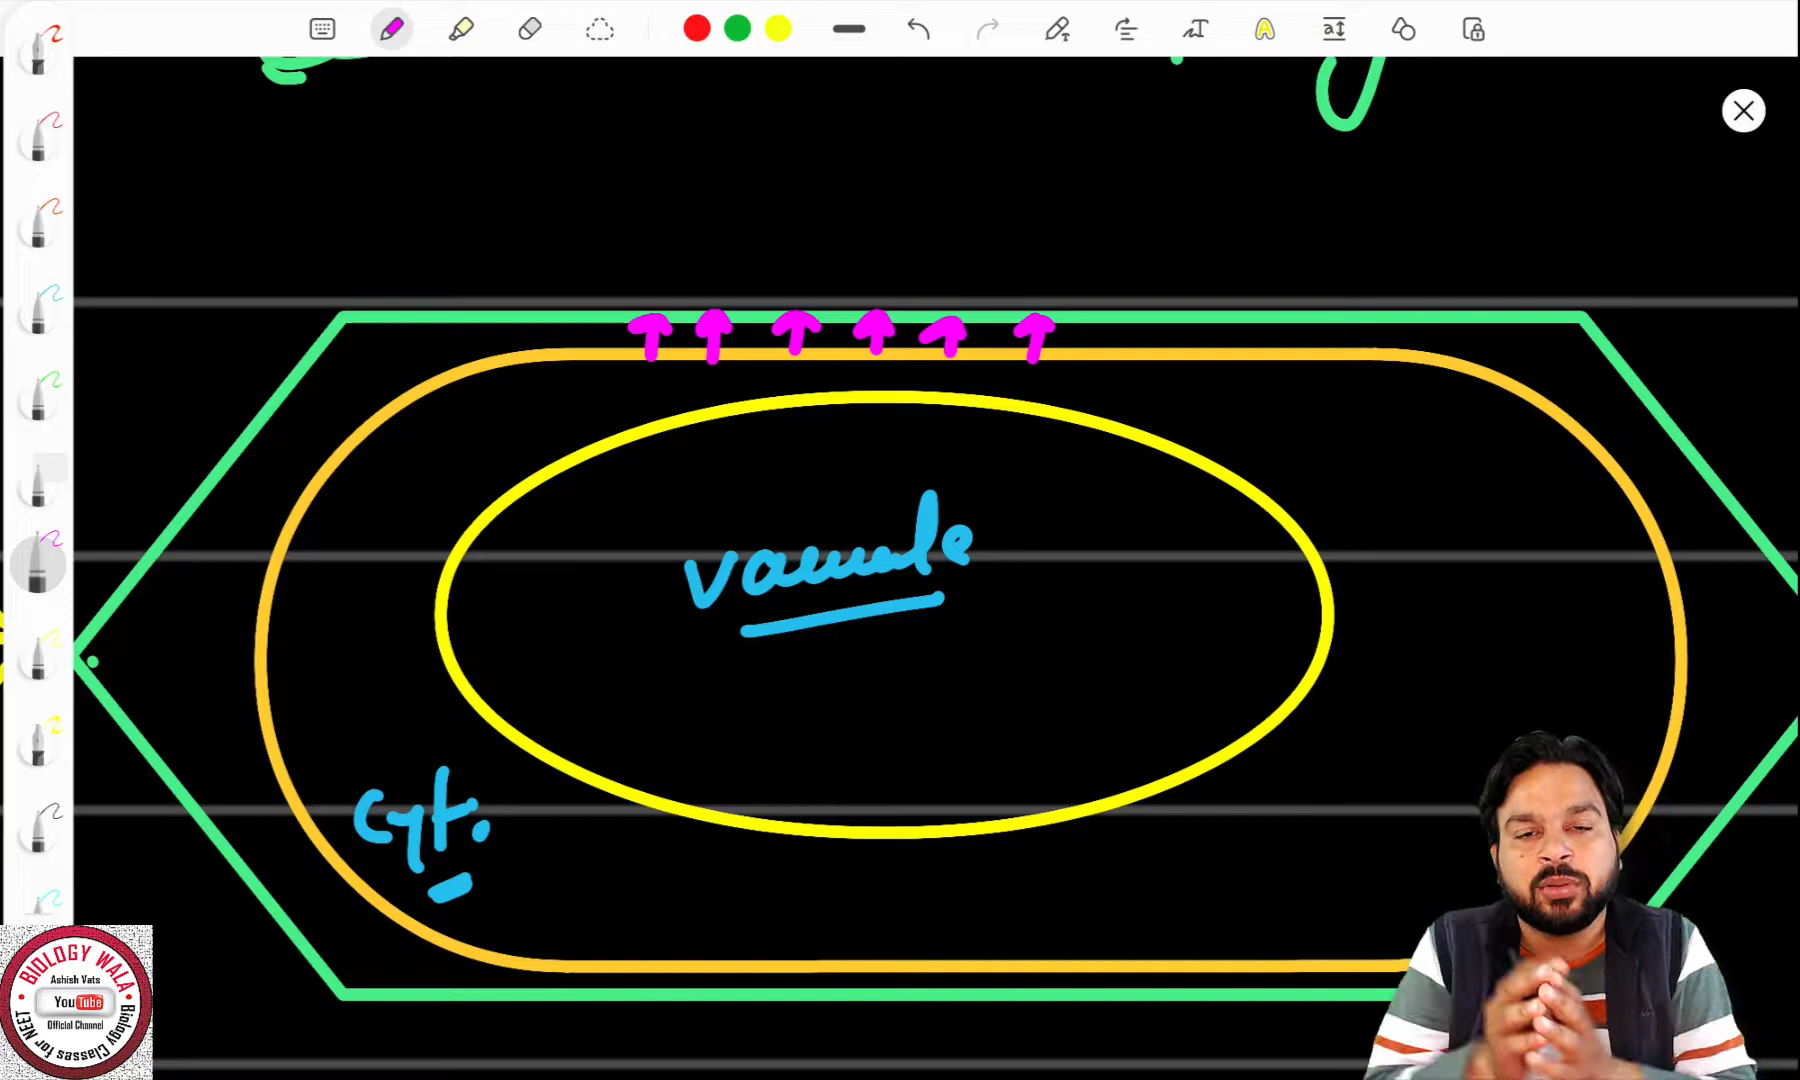 vacuole
cyt.
BIOLOGY WALA
Ashish Vats
YouTube
Official Channel
Biology Classes for NEET